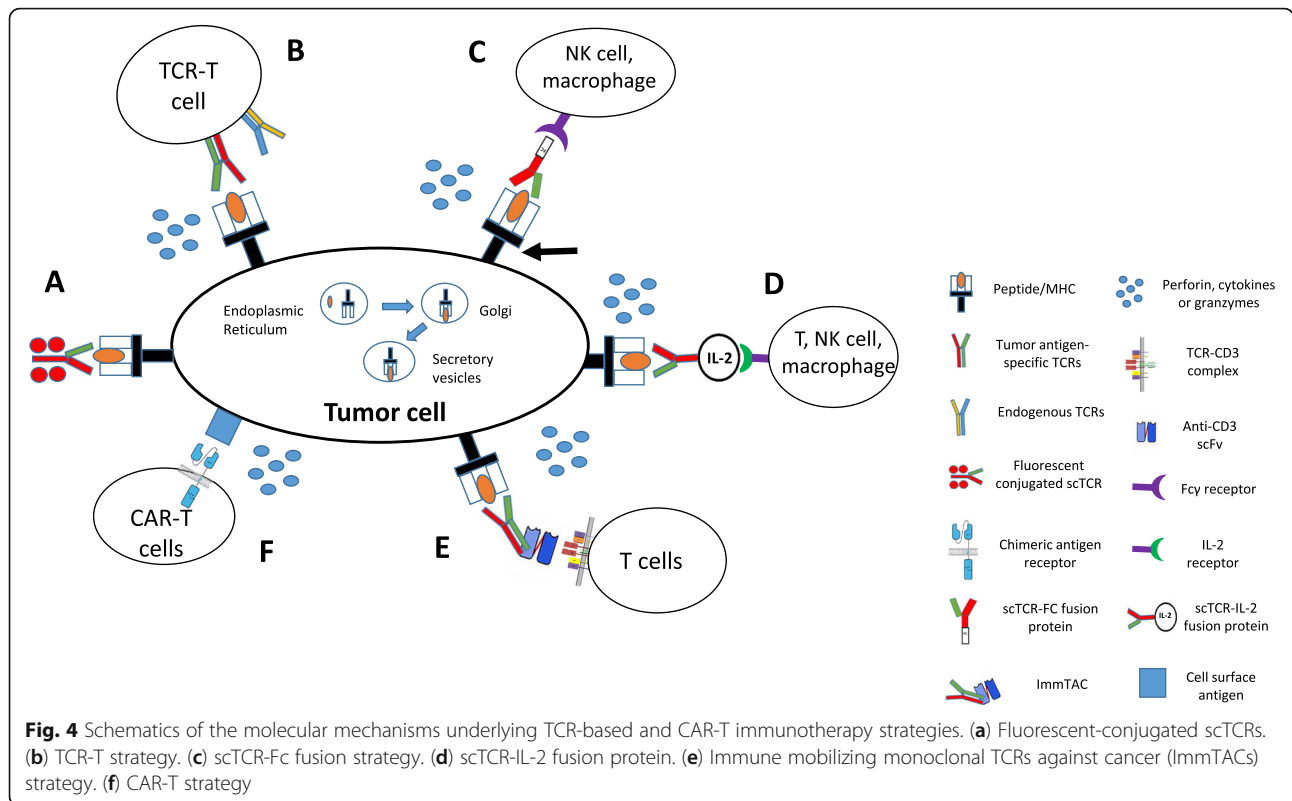 B
TCR-T
cell
C
NK cell,
macrophage
A
Endoplasmic
Reticulum
Golgi
Secretory
vesicles
Tumor cell
D
IL-2
T, NK cell,
macrophage
CAR-T
cells
F
E
T cells
Peptide/MHC
Tumor antigen-
specific TCRs
Endogenous TCRs
Fluorescent
conjugated scTCR
Chimeric antigen
receptor
scTCR-FC fusion
protein
ImmTAC
Perforin, cytokines
or granzymes
TCR-CD3
complex
Anti-CD3
scFv
Fcy receptor
IL-2
receptor
IL-2
scTCR-IL-2
fusion protein
Cell surface
antigen
Fig. 4 Schematics of the molecular mechanisms underlying TCR-based and CAR-T immunotherapy strategies. (a) Fluorescent-conjugated scTCRs.
(b) TCR-T strategy. (c) scTCR-Fc fusion strategy. (d) scTCR-IL-2 fusion protein. (e) Immune mobilizing monoclonal TCRs against cancer (ImmTACs)
strategy. (f) CAR-T strategy